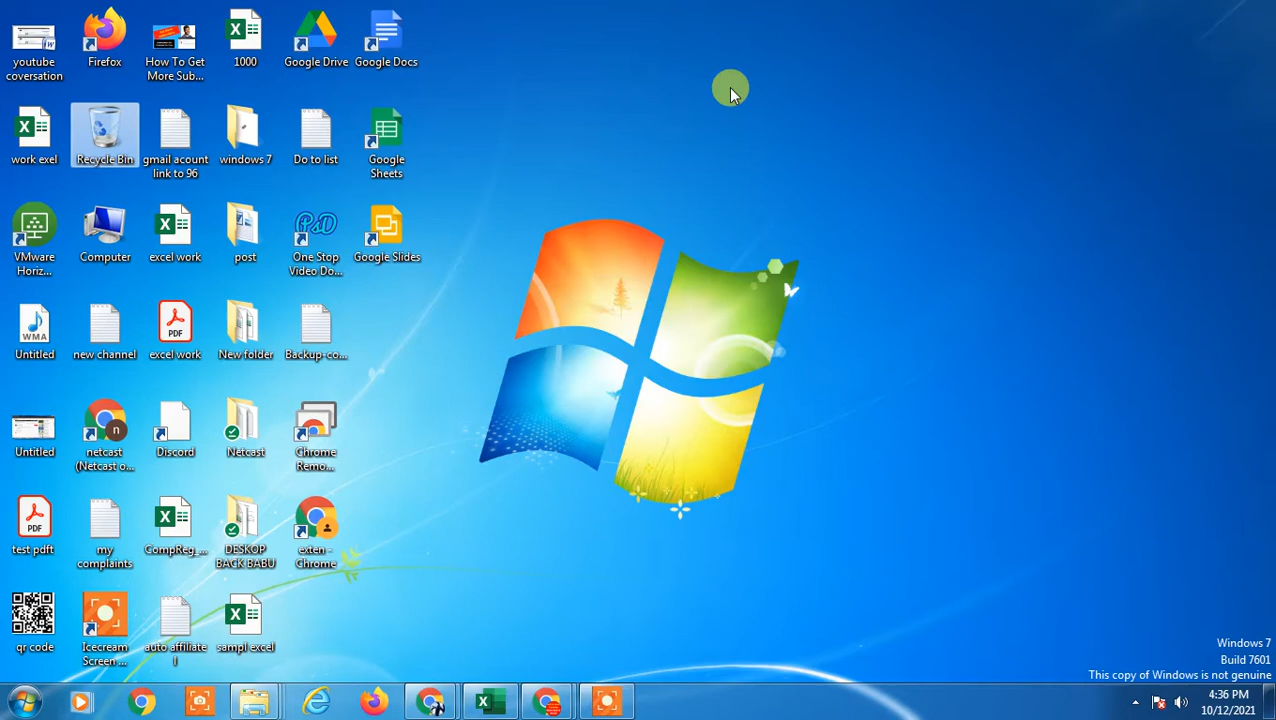 youtube
coversation
Firefox
How To Get
More Sub...
1000
Google Drive
Google Docs
work exel
Recycle Bin
gmail acount
link to 96
windows 7
Do to list
Google
Sheets
VMware
Horiz...
Computer
excel work
post
One Stop
Video Do...
Google Slides
WMA
Untitled
new channel
PDF
excel work
New folder
Backup-co...
Untitled
n
netcast
(Netcast o...
Discord
Netcast
Chrome
Remo...
PDF
test pdft
my
complaints
CompReg_...
DESKOP
BACK BABU
exten -
Chrome
qr code
Icecream
Screen ...
auto affiliate
l
sampl excel
Windows 7
Build 7601
This copy of Windows is not genuine
4:36 PM
10/12/2021